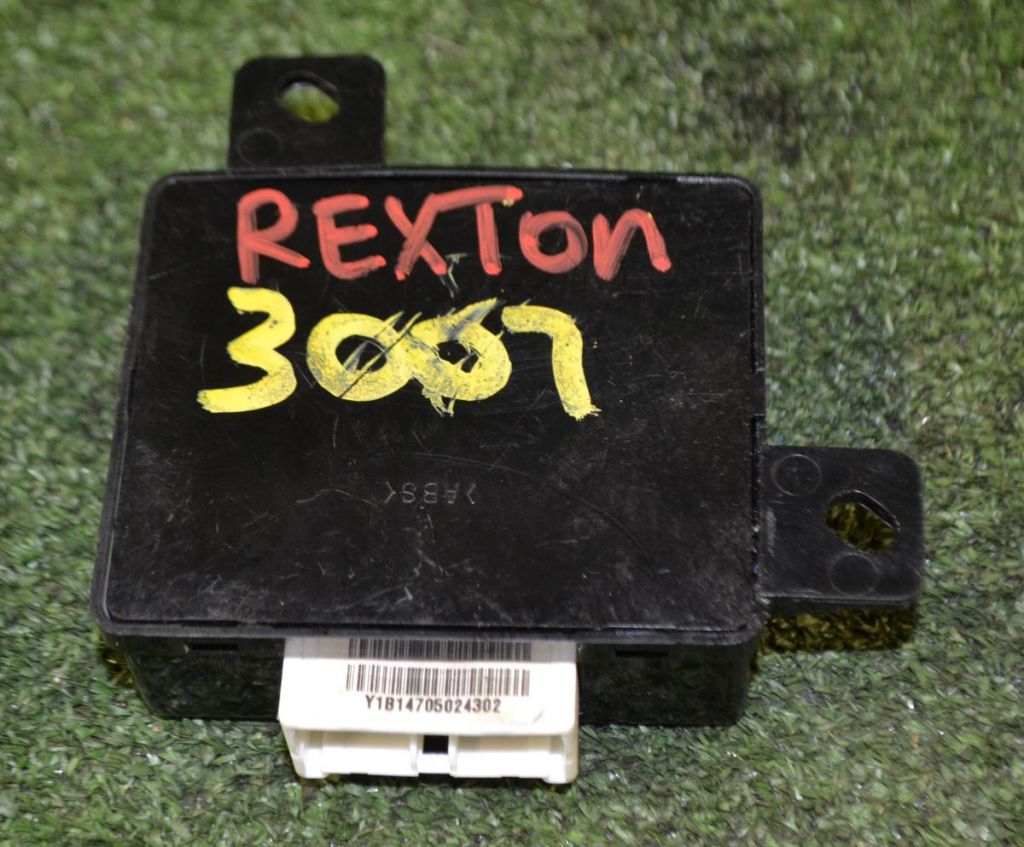 REXTON
3007
>ABS<
Y1B14705024302